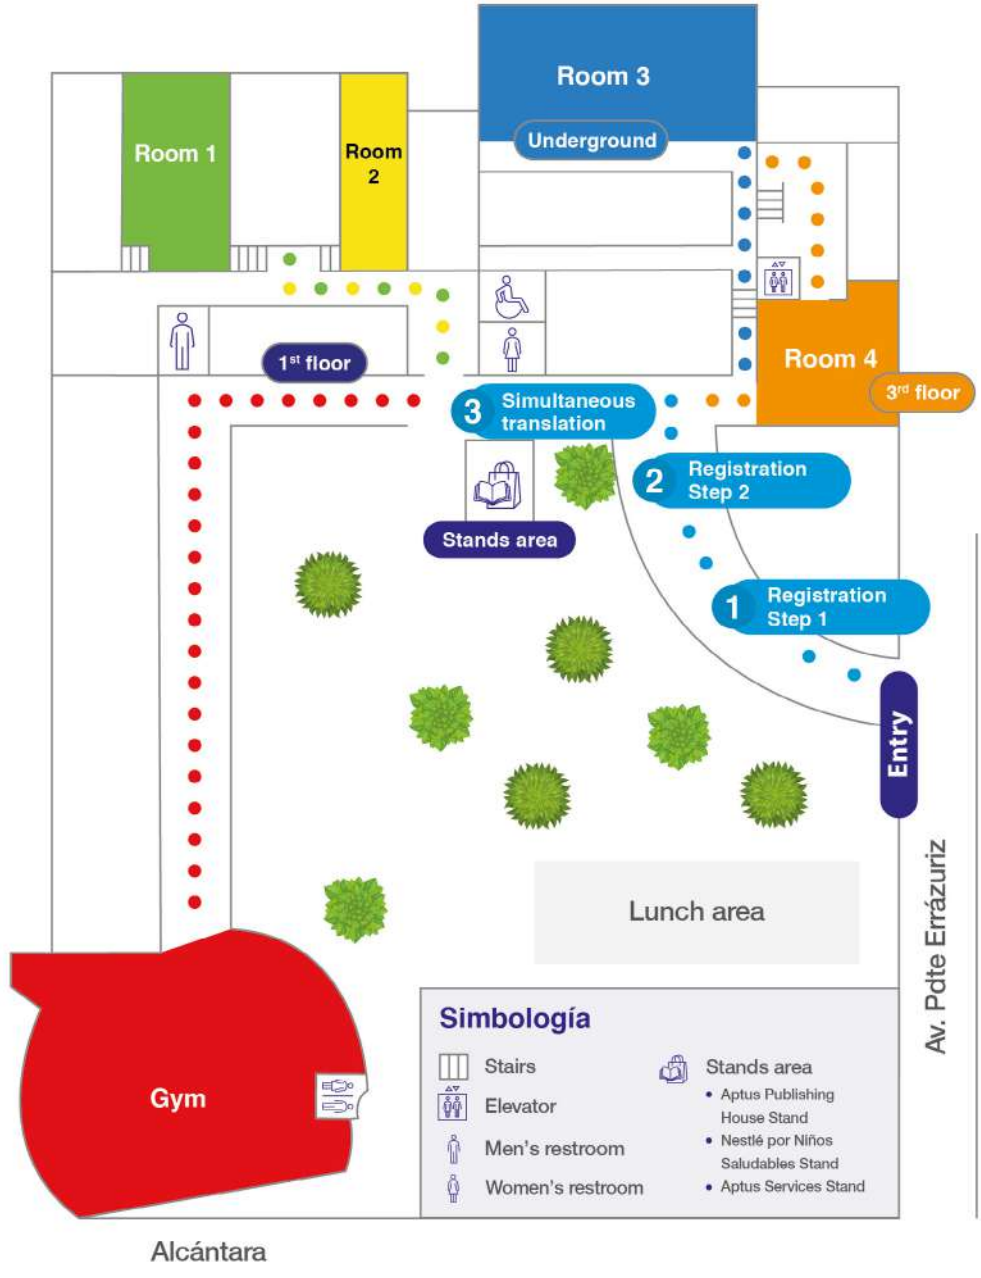 Room 3
Underground
Room 1
Room
2
1st floor
Room 4
3rd floor
3
Simultaneous
translation
2
Registration
Step 2
Stands area
1
Registration
Step 1
Entry
Av. Pdte Errázuriz
Lunch area
Gym
Simbología
Stairs
Elevator
Men's restroom
Women's restroom
Stands area
• Aptus Publishing
House Stand
• Nestlé por Niños
Saludables Stand
• Aptus Services Stand
Alcántara